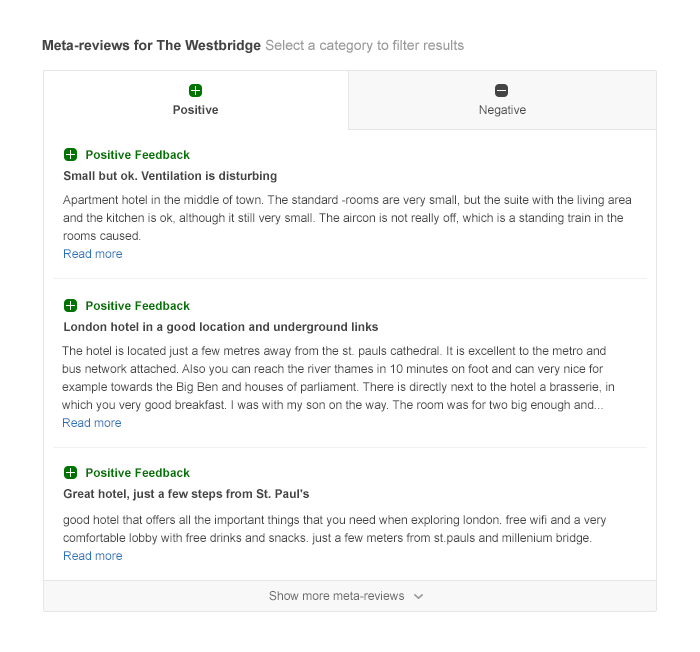 Meta-reviews for The Westbridge Select a category to filter results
Positive
Negative
Positive Feedback
Small but ok. Ventilation is disturbing
Apartment hotel in the middle of town. The standard -rooms are very small, but the suite with the living area
and the kitchen is ok, although it still very small. The aircon is not really off, which is a standing train in the
rooms caused.
Read more
Positive Feedback
London hotel in a good location and underground links
The hotel is located just a few metres away from the st. pauls cathedral. It is excellent to the metro and
bus network attached. Also you can reach the river thames in 10 minutes on foot and can very nice for
example towards the Big Ben and houses of parliament. There is directly next to the hotel a brasserie, in
which you very good breakfast. I was with my son on the way. The room was for two big enough and...
Read more
Positive Feedback
Great hotel, just a few steps from St. Paul's
good hotel that offers all the important things that you need when exploring london. free wifi and a very
comfortable lobby with free drinks and snacks. just a few meters from st.pauls and millenium bridge.
Read more
Show more meta-reviews